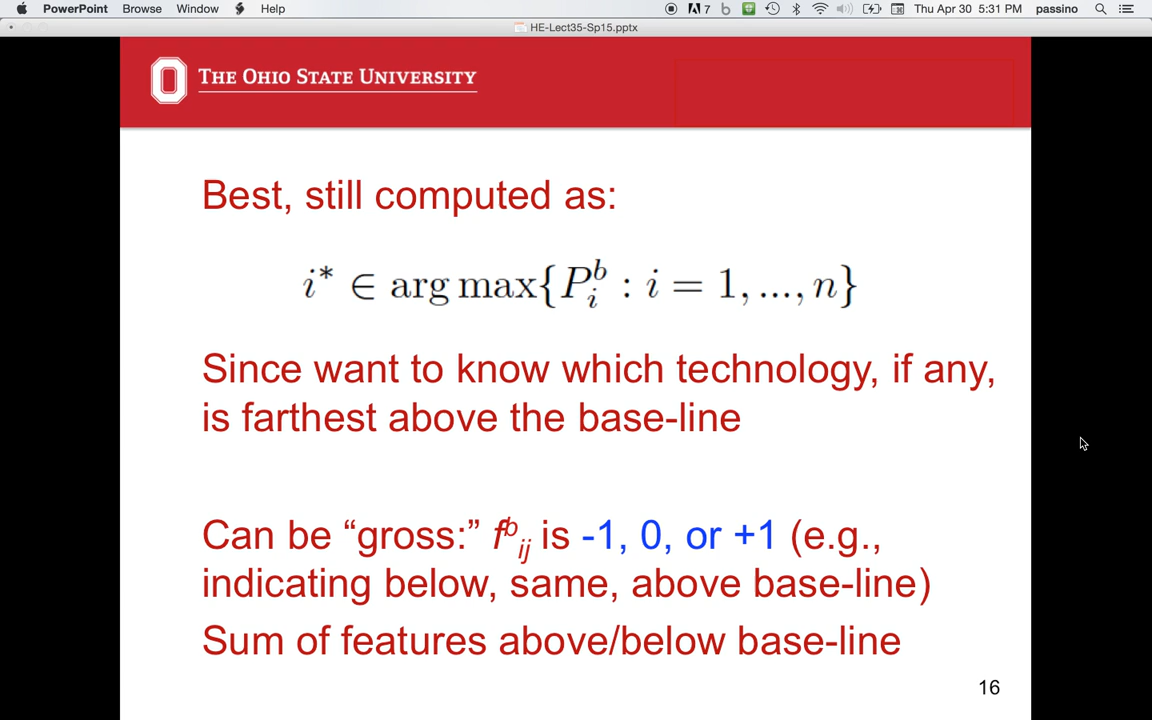 PowerPoint Browse Window Help
7 Thu Apr 30 5:31 PM passino
HE-Lect35-Sp15.pptx
THE OHIO STATE UNIVERSITY
Best, still computed as:
i* ∈ arg max{P_i^b : i = 1, ..., n}
Since want to know which technology, if any,
is farthest above the base-line
Can be “gross:” f^b_ij is -1, 0, or +1 (e.g.,
indicating below, same, above base-line)
Sum of features above/below base-line
16